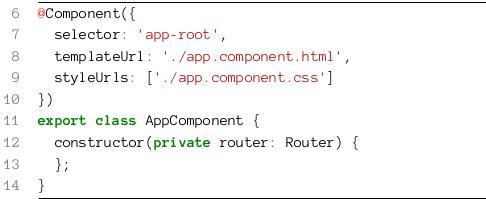 6 @Component({
7   selector: 'app-root',
8   templateUrl: './app.component.html',
9   styleUrls: ['./app.component.css']
10 })
11 export class AppComponent {
12   constructor(private router: Router) {
13   };
14 }